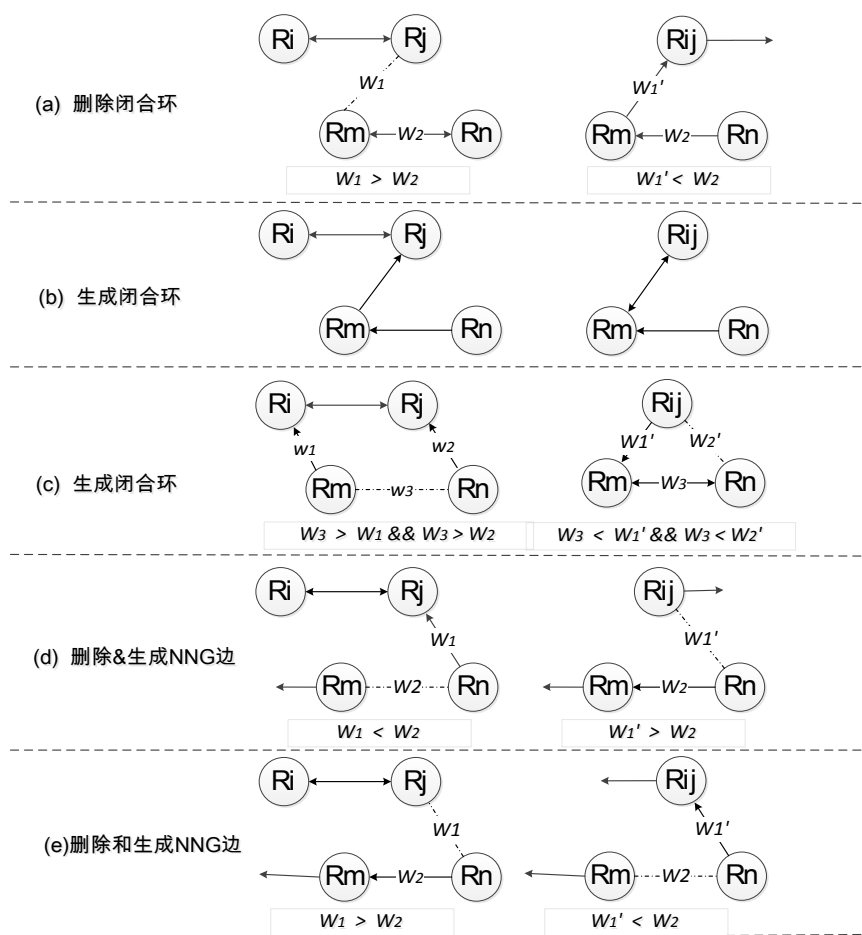 Ri Rj Rij
W1 W1'
(a) 删除闭合环
Rm W2 Rn Rm W2 Rn
W1 > W2 W1' < W2
Ri Rj Rij
(b) 生成闭合环
Rm Rn Rm Rn
Ri Rj Rij
w1 w2 W1' W2'
(c) 生成闭合环
Rm w3 Rn Rm W3 Rn
W3 > W1 && W3 > W2 W3 < W1' && W3 < W2'
Ri Rj Rij
W1 W1'
(d) 删除&生成NNG边
Rm W2 Rn Rm W2 Rn
W1 < W2 W1' > W2
Ri Rj Rij
W1 W1'
(e)删除和生成NNG边
Rm W2 Rn Rm W2 Rn
W1 > W2 W1' < W2